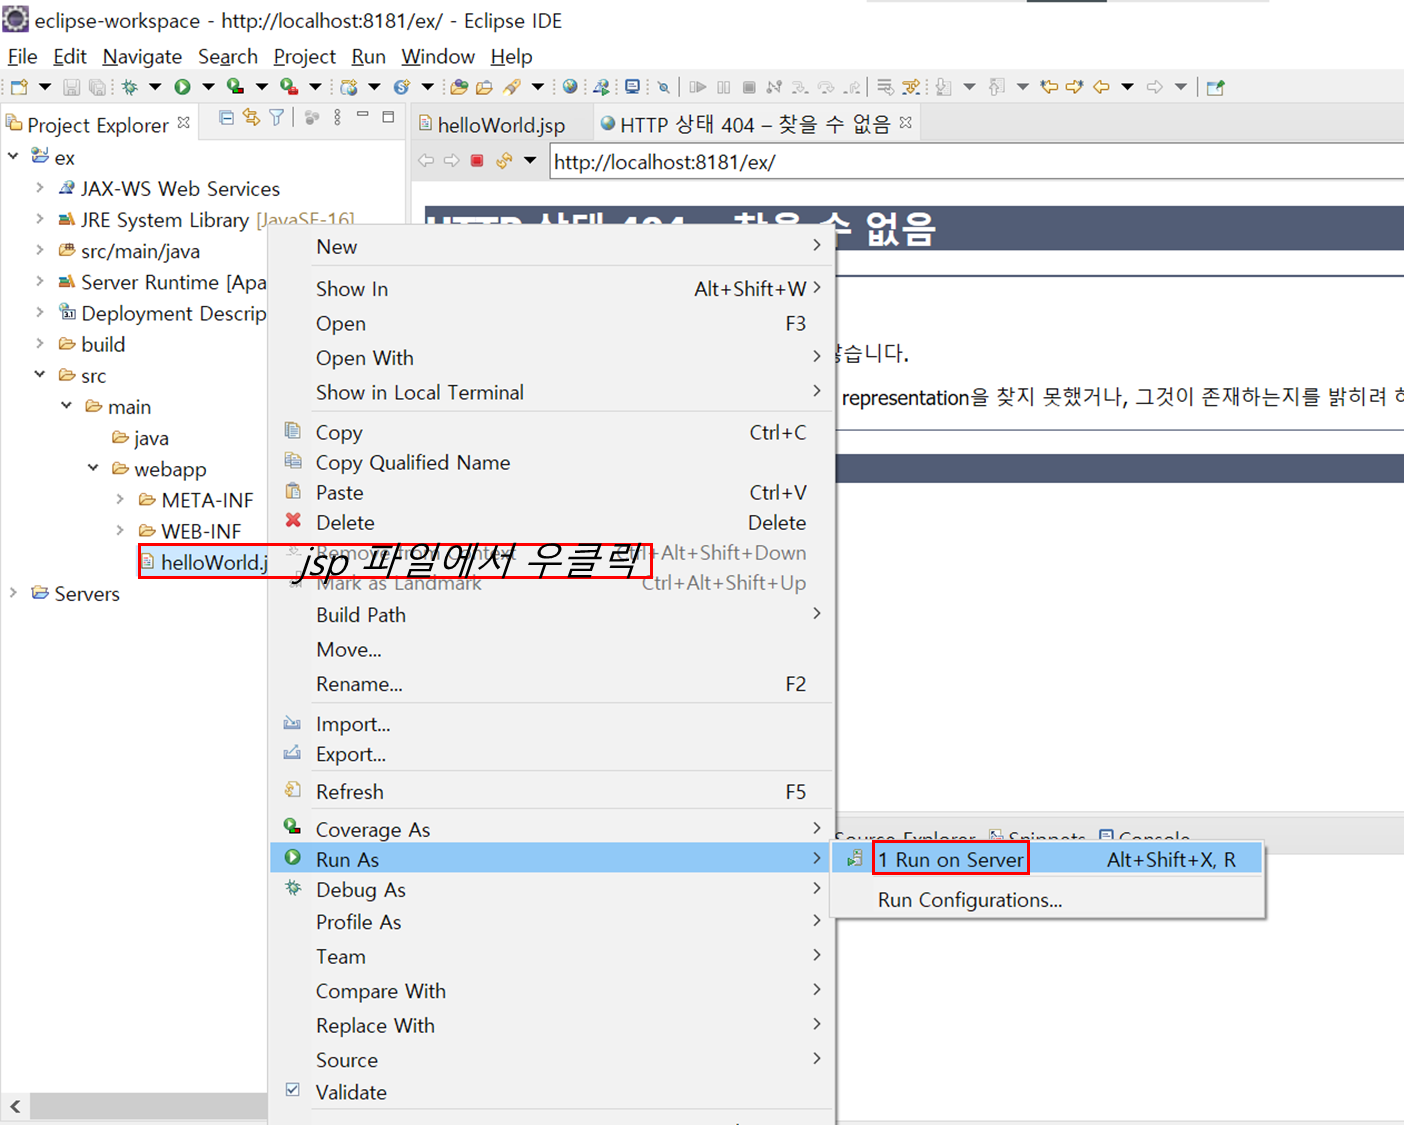 eclipse-workspace - http://localhost:8181/ex/ - Eclipse IDE
File Edit Navigate Search Project Run Window Help
Project Explorer
helloWorld.jsp
HTTP 상태 404 – 찾을 수 없음
http://localhost:8181/ex/
ex
JAX-WS Web Services
JRE System Library [JavaSE-16]
src/main/java
Server Runtime [Apa
Deployment Descrip
build
src
main
java
webapp
META-INF
WEB-INF
helloWorld.j
Servers
HTTP 상태 404 – 찾을 수 없음
않습니다.
representation을 찾지 못했거나, 그것이 존재하는지를 밝히려 하
New
Show In Alt+Shift+W
Open F3
Open With
Show in Local Terminal
Copy Ctrl+C
Copy Qualified Name
Paste Ctrl+V
Delete Delete
Remove from Context Ctrl+Alt+Shift+Down
jsp 파일에서 우클릭
Mark as Landmark Ctrl+Alt+Shift+Up
Build Path
Move...
Rename... F2
Import...
Export...
Refresh F5
Coverage As
Run As
Debug As
Profile As
Team
Compare With
Replace With
Source
Validate
Source Explorer Snippets Console
1 Run on Server Alt+Shift+X, R
Run Configurations...